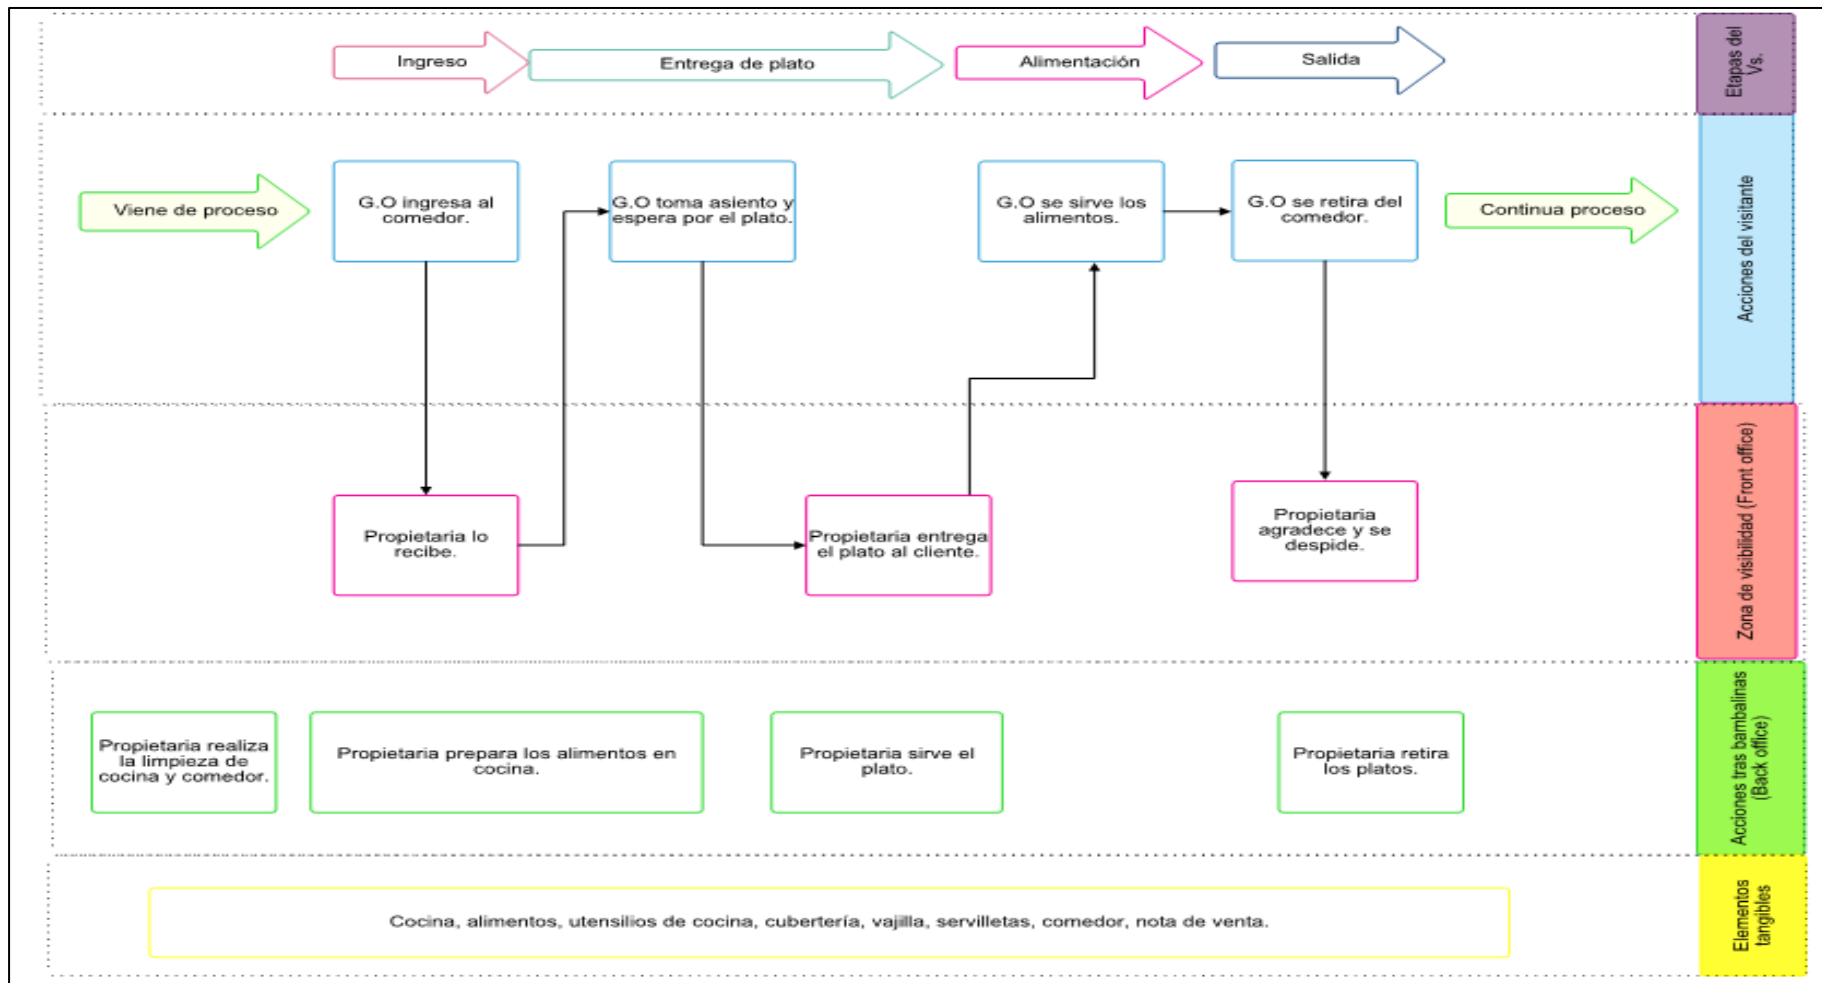 Ingreso
Entrega de plato
Alimentación
Salida
Etapas del
Vs.
Viene de proceso
G.O ingresa al
comedor.
G.O toma asiento y
espera por el plato.
G.O se sirve los
alimentos.
G.O se retira del
comedor.
Continua proceso
Acciones del visitante
Propietaria lo
recibe.
Propietaria entrega
el plato al cliente.
Propietaria
agradece y se
despide.
Zona de visibilidad (Front office)
Propietaria realiza
la limpieza de
cocina y comedor.
Propietaria prepara los alimentos en
cocina.
Propietaria sirve el
plato.
Propietaria retira
los platos.
Acciones tras bambalinas
(Back office)
Cocina, alimentos, utensilios de cocina, cubertería, vajilla, servilletas, comedor, nota de venta.
Elementos
tangibles